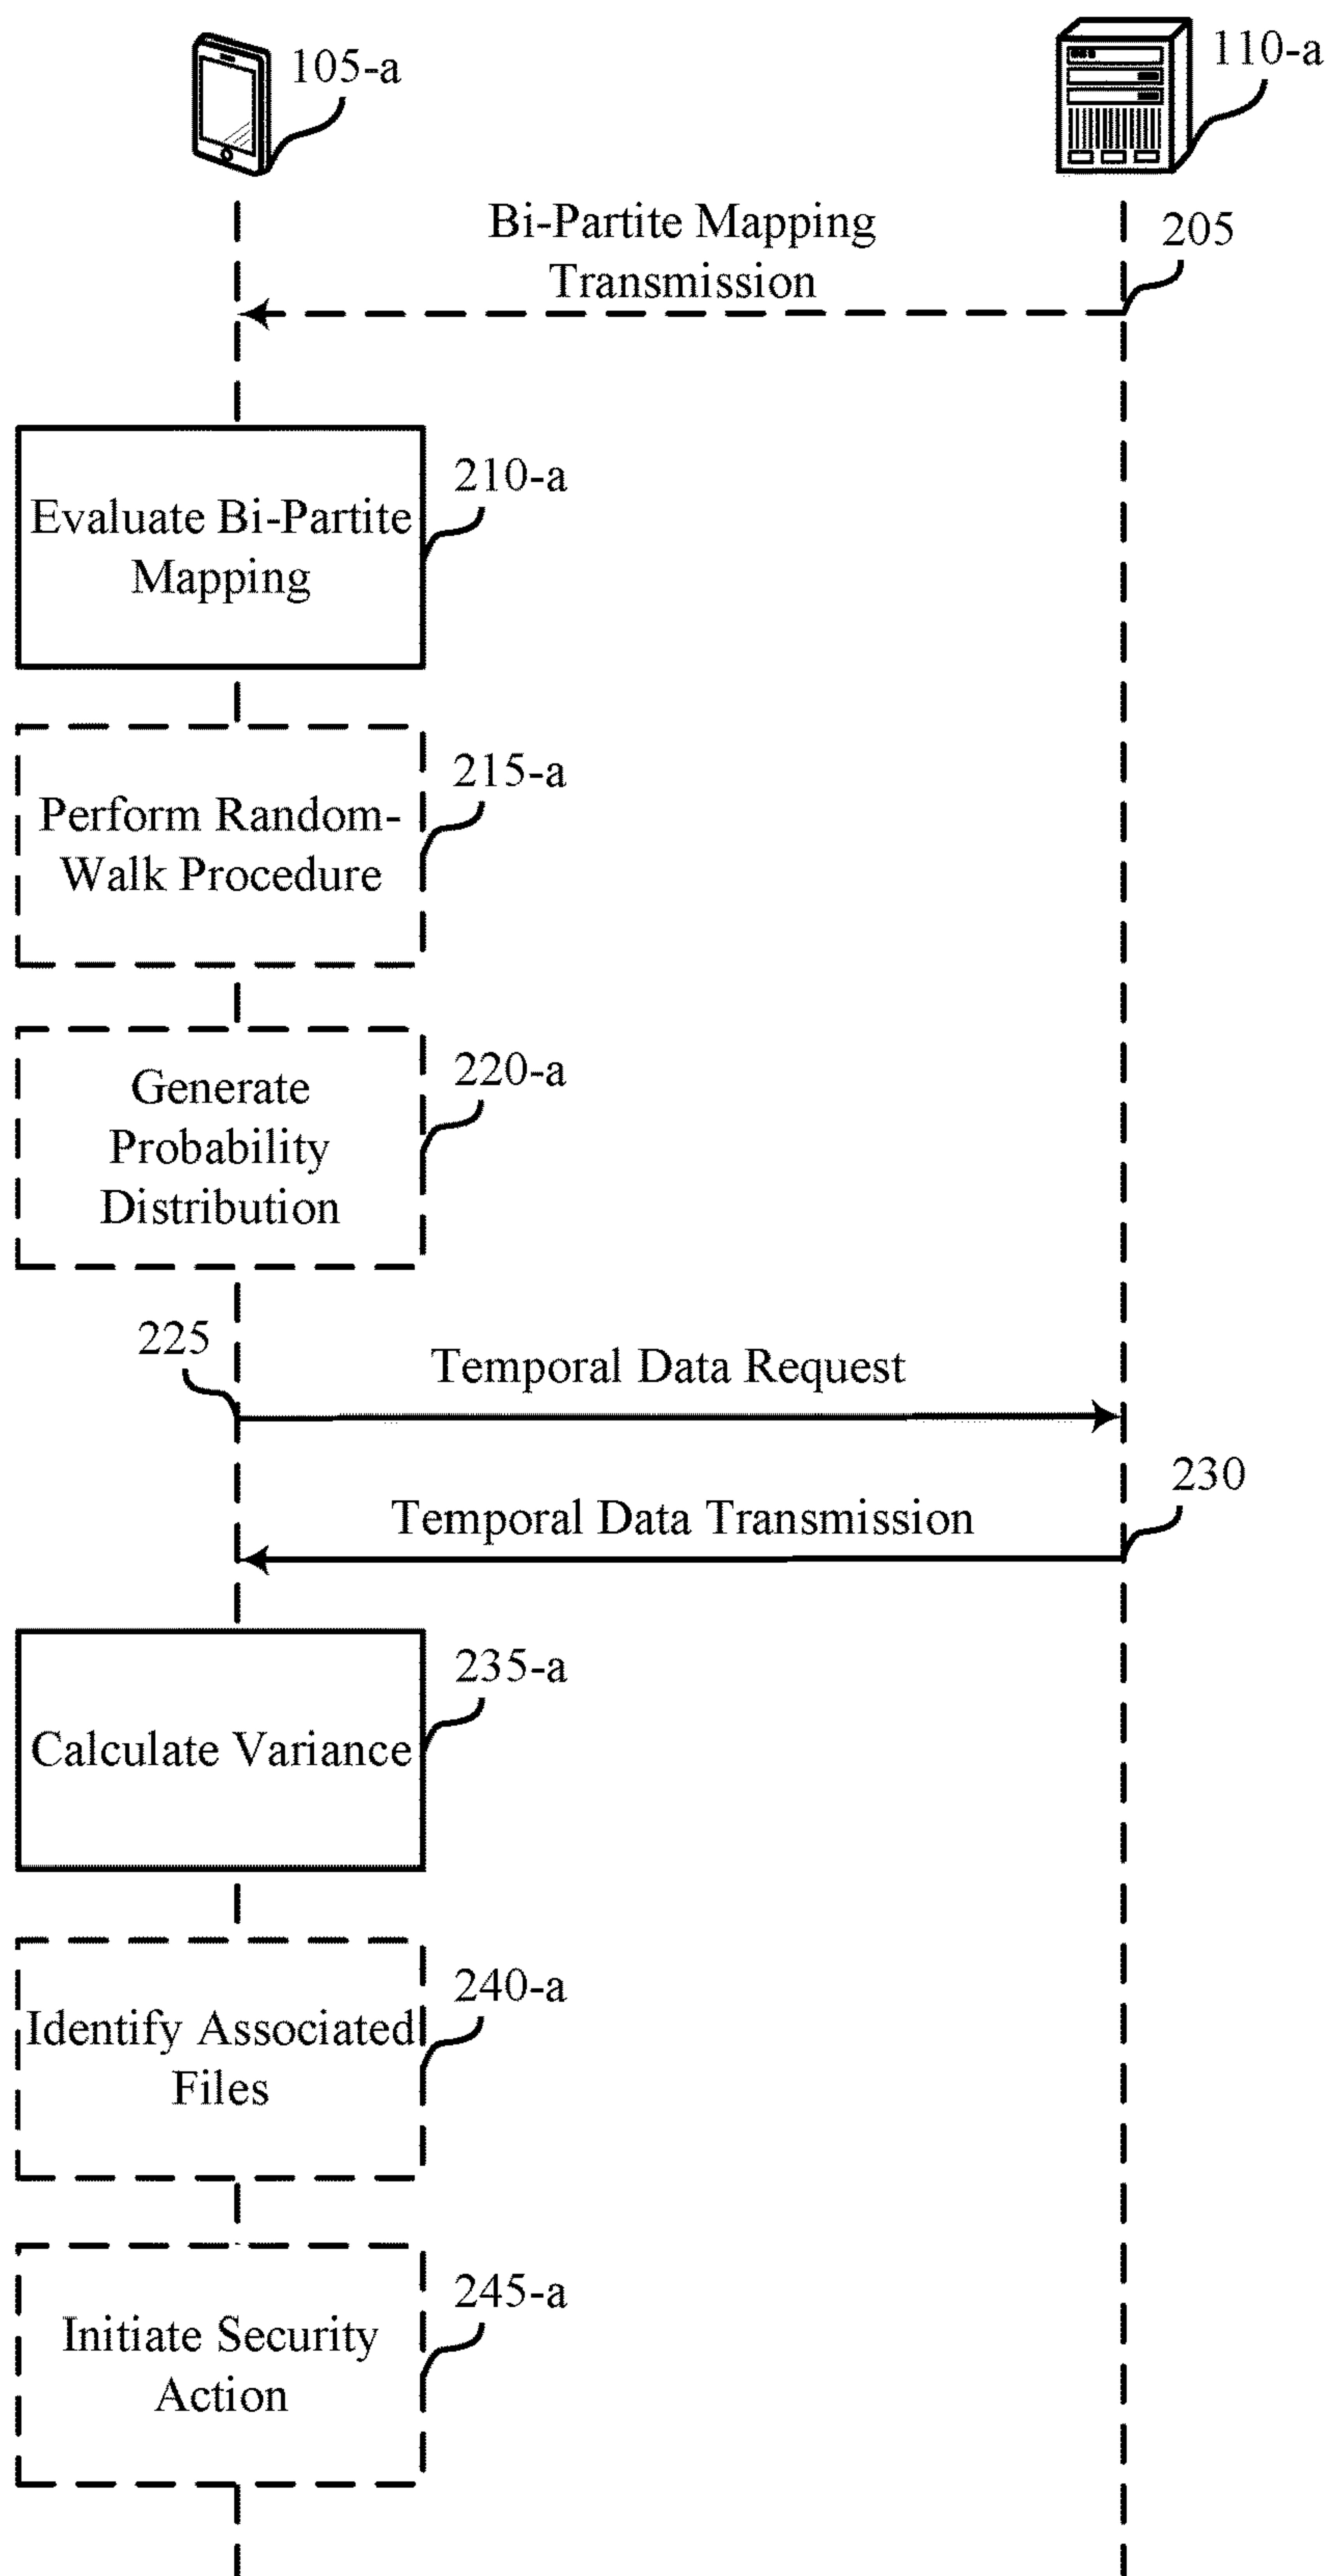 105-a
110-a
Bi-Partite Mapping
Transmission
205
Evaluate Bi-Partite
Mapping
210-a
Perform Random-
Walk Procedure
215-a
Generate
Probability
Distribution
220-a
225
Temporal Data Request
Temporal Data Transmission
230
Calculate Variance
235-a
Identify Associated
Files
240-a
Initiate Security
Action
245-a